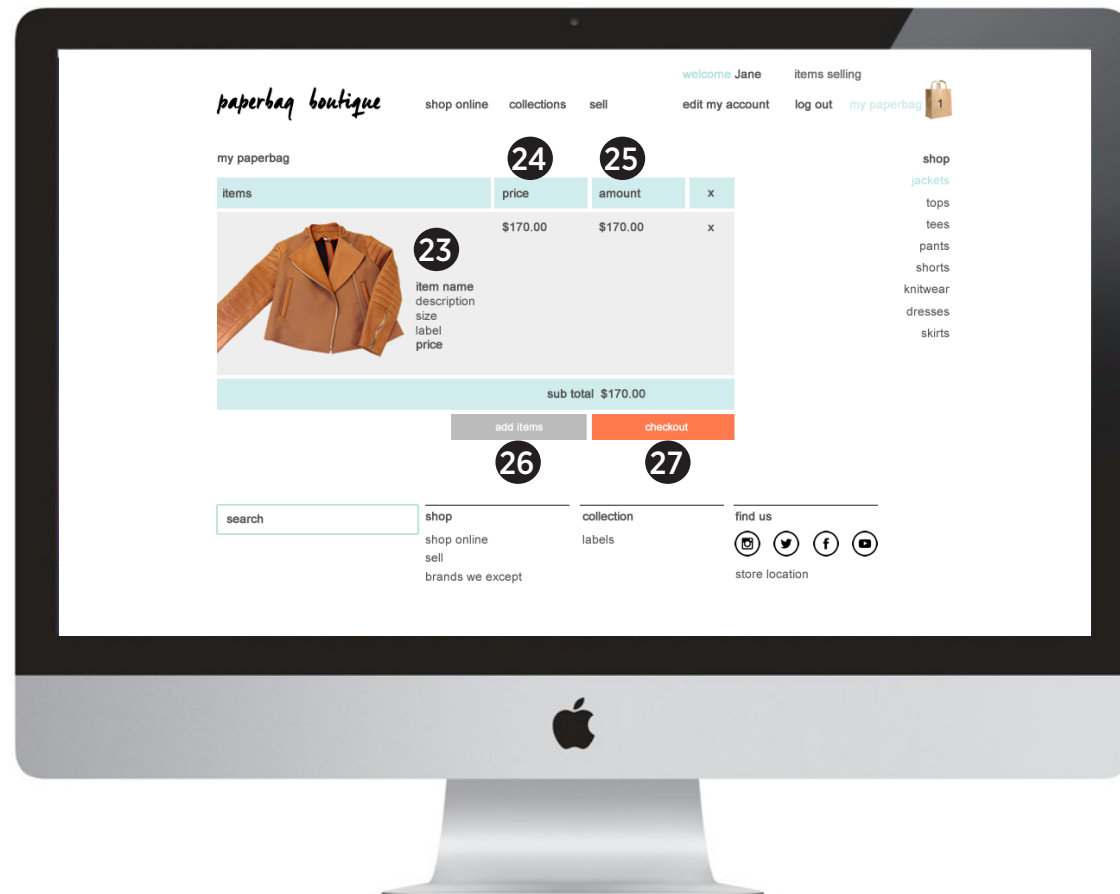 welcome Jane items selling
paperbag boutique shop online collections sell edit my account log out my paperbag 1
my paperbag 24 25 shop
items price amount x jackets
tops
$170.00 $170.00 x tees
23 pants
shorts
item name knitwear
description
size dresses
label skirts
price
sub total $170.00
add items checkout
26 27
search shop collection find us
shop online labels
sell
brands we except store location